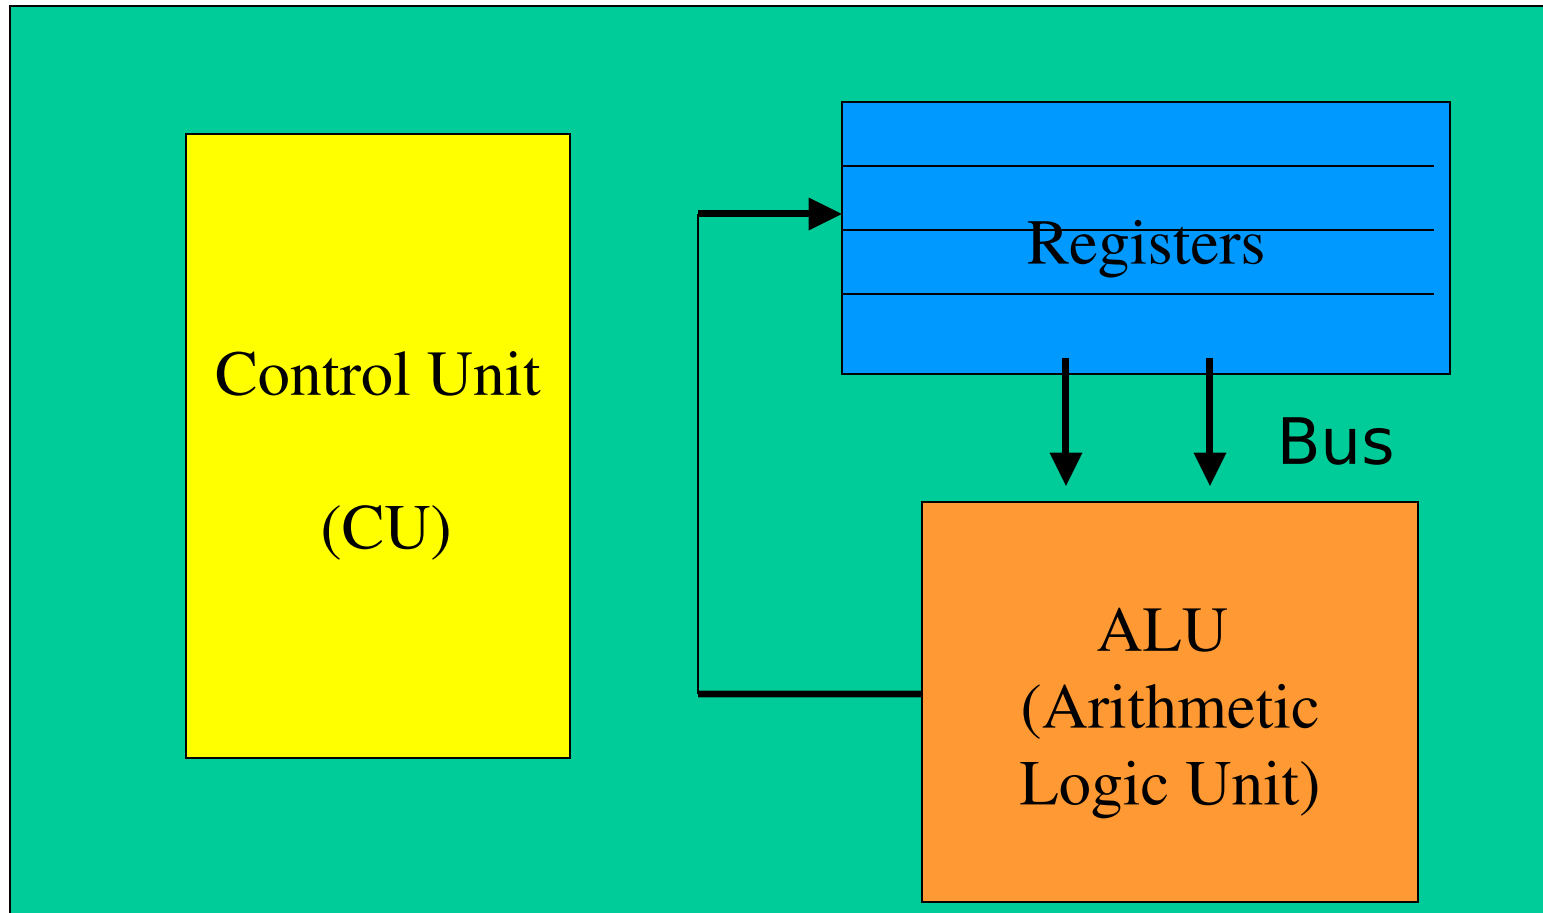 Control Unit
(CU)
Registers
Bus
ALU
(Arithmetic
Logic Unit)